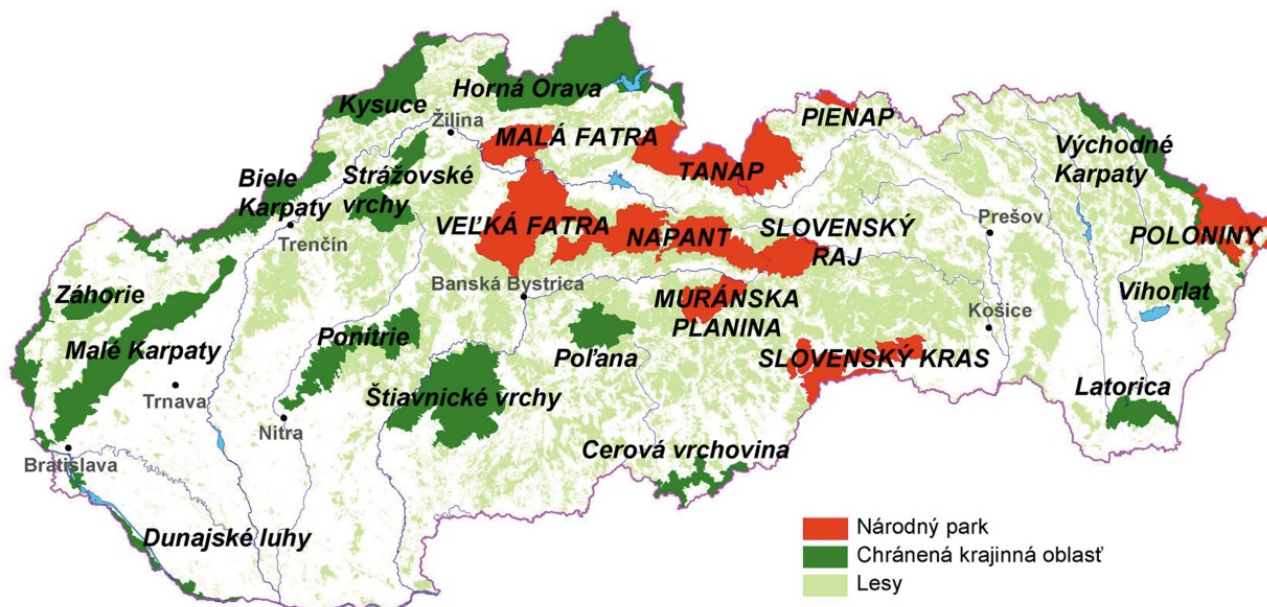 Horná Orava
Kysuce
Žilina
MALÁ FATRA
PIENAP
TANAP
Východné
Karpaty
Strážovské
vrchy
Biele
Karpaty
Trenčín
VEĽKÁ FATRA
NAPANT
SLOVENSKÝ
RAJ
Prešov
POLONINY
Banská Bystrica
Záhorie
MURÁNSKA
PLANINA
Vihorlat
Košice
Ponitrie
Malé Karpaty
Poľana
SLOVENSKÝ KRAS
Štiavnické vrchy
Trnava
Latorica
Nitra
Cerová vrchovina
Bratislava
Dunajské luhy
Národný park
Chránená krajinná oblasť
Lesy